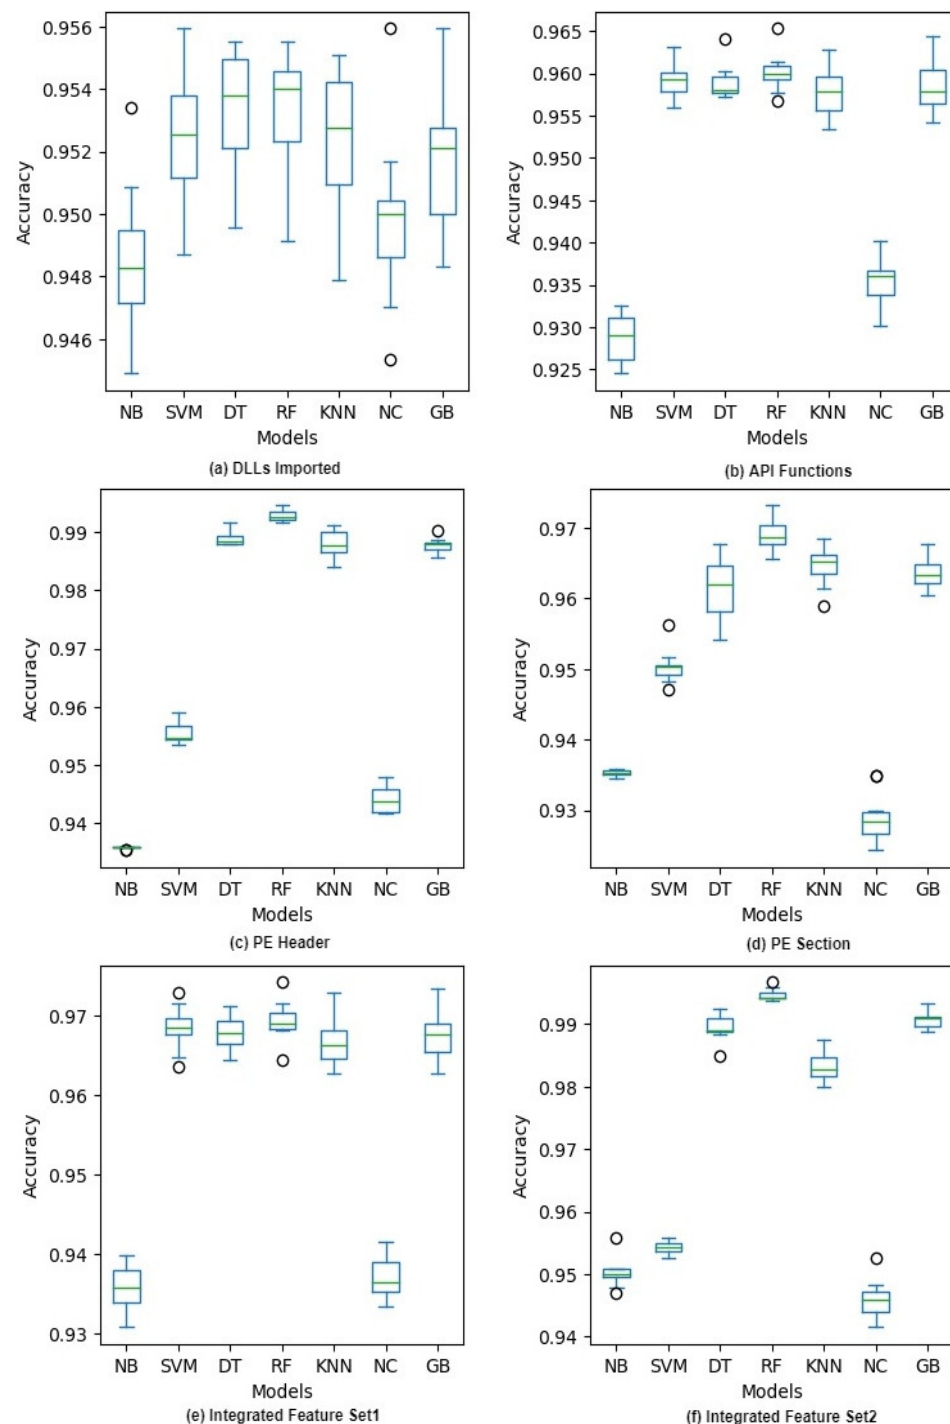 0.956
0.954
0.952
0.950
0.948
0.946
Accuracy
NB SVM DT RF KNN NC GB
Models
(a) DLLs Imported
0.965
0.960
0.955
0.950
0.945
0.940
0.935
0.930
0.925
Accuracy
NB SVM DT RF KNN NC GB
Models
(b) API Functions
0.99
0.98
0.97
0.96
0.95
0.94
Accuracy
NB SVM DT RF KNN NC GB
Models
(c) PE Header
0.97
0.96
0.95
0.94
0.93
Accuracy
NB SVM DT RF KNN NC GB
Models
(d) PE Section
0.97
0.96
0.95
0.94
0.93
Accuracy
NB SVM DT RF KNN NC GB
Models
(e) Integrated Feature Set1
0.99
0.98
0.97
0.96
0.95
0.94
Accuracy
NB SVM DT RF KNN NC GB
Models
(f) Integrated Feature Set2